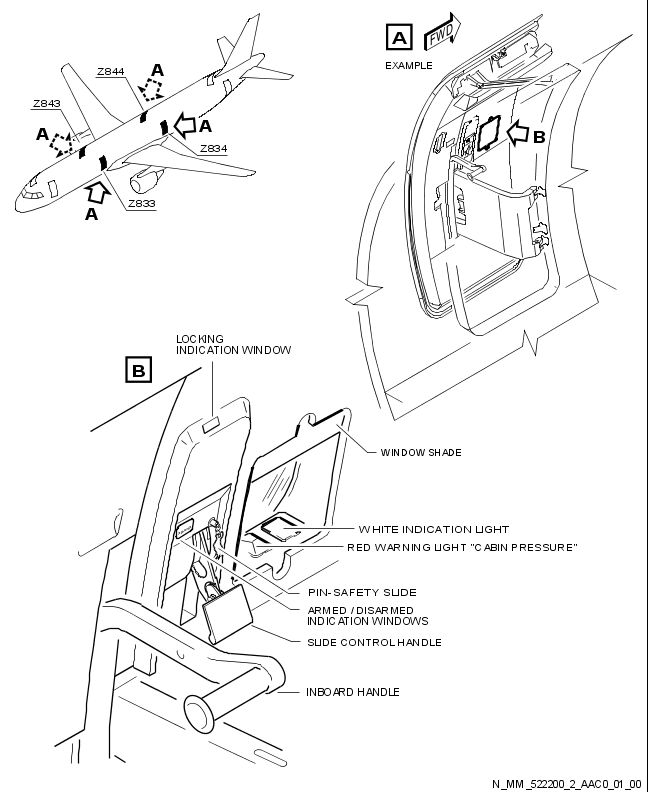 Z844
A
Z843
A
A
Z834
Z833
A
A
FWD
EXAMPLE
B
LOCKING
INDICATION WINDOW
B
WINDOW SHADE
WHITE INDICATION LIGHT
RED WARNING LIGHT "CABIN PRESSURE"
PIN-SAFETY SLIDE
ARMED / DISARMED
INDICATION WINDOWS
SLIDE CONTROL HANDLE
INBOARD HANDLE
N_MM_522200_2_AAC0_01_00